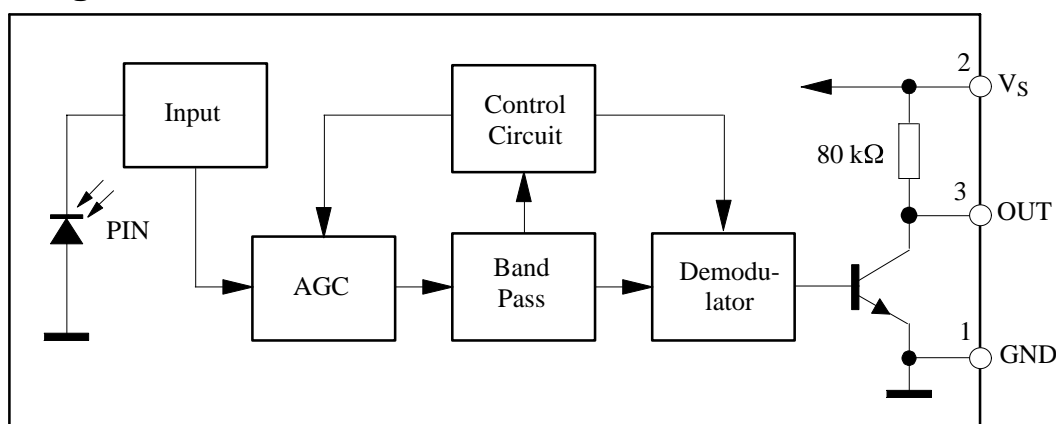 Input
Control
Circuit
2
V_S
80 kΩ
3
OUT
PIN
AGC
Band
Pass
Demodu-
lator
1
GND